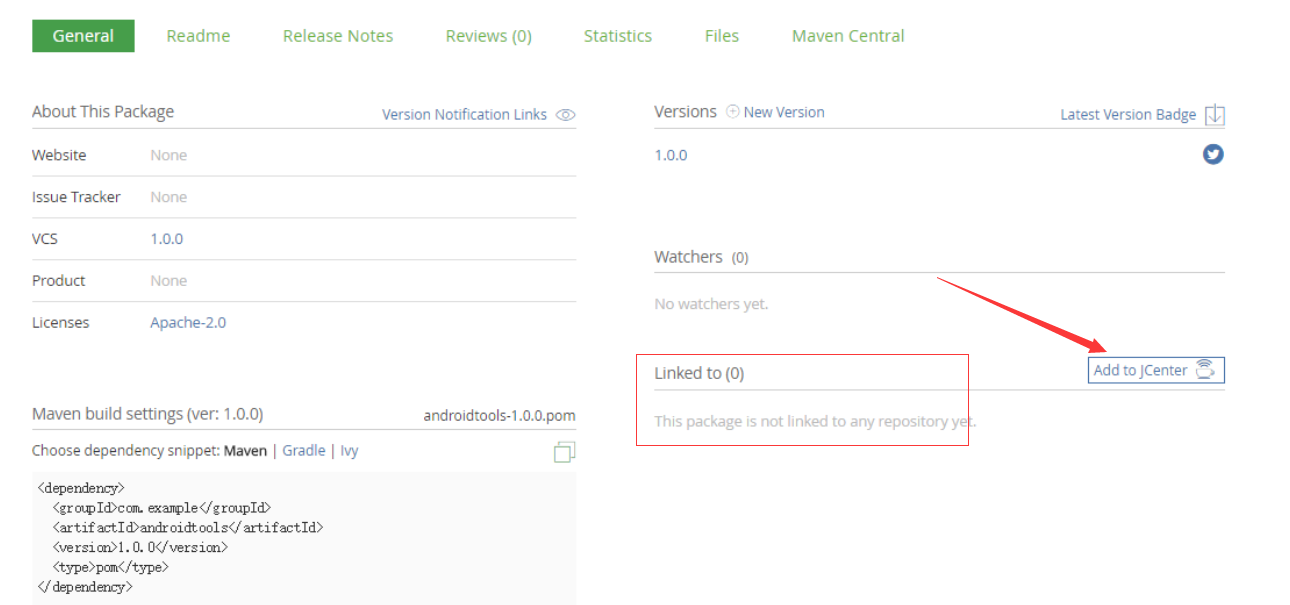 General Readme Release Notes Reviews (0) Statistics Files Maven Central
About This Package Version Notification Links
Website None
Issue Tracker None
VCS 1.0.0
Product None
Licenses Apache-2.0
Maven build settings (ver: 1.0.0) androidtools-1.0.0.pom
Choose dependency snippet: Maven | Gradle | Ivy
<dependency>
<groupId>com.example</groupId>
<artifactId>androidtools</artifactId>
<version>1.0.0</version>
<type>pom</type>
</dependency>
Versions New Version Latest Version Badge
1.0.0
Watchers (0)
No watchers yet.
Linked to (0) Add to JCenter
This package is not linked to any repository yet.